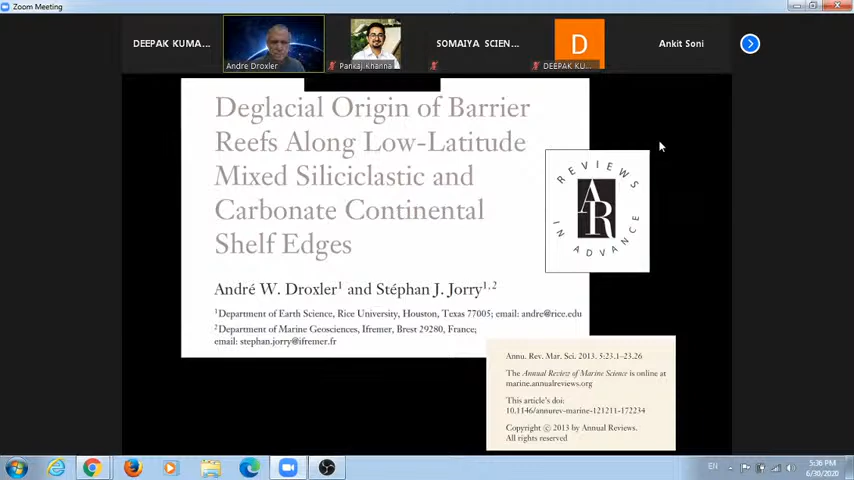 Zoom Meeting
DEEPAK KUMA...
SOMAIYA SCIEN...
D
Ankit Soni
Andre Droxler
Pankaj Khanna
DEEPAK KU...
Deglacial Origin of Barrier
Reefs Along Low-Latitude
Mixed Siliciclastic and
Carbonate Continental
Shelf Edges
REVIEWS
AR
IN ADVANCE
André W. Droxler1 and Stéphan J. Jorry1,2
1Department of Earth Science, Rice University, Houston, Texas 77005; email: andre@rice.edu
2Department of Marine Geosciences, Ifremer, Brest 29280, France;
email: stephan.jorry@ifremer.fr
Annu. Rev. Mar. Sci. 2013. 5:23.1–23.26
The Annual Review of Marine Science is online at
marine.annualreviews.org
This article's doi:
10.1146/annurev-marine-121211-172234
Copyright © 2013 by Annual Reviews.
All rights reserved
EN
5:36 PM
6/30/2020